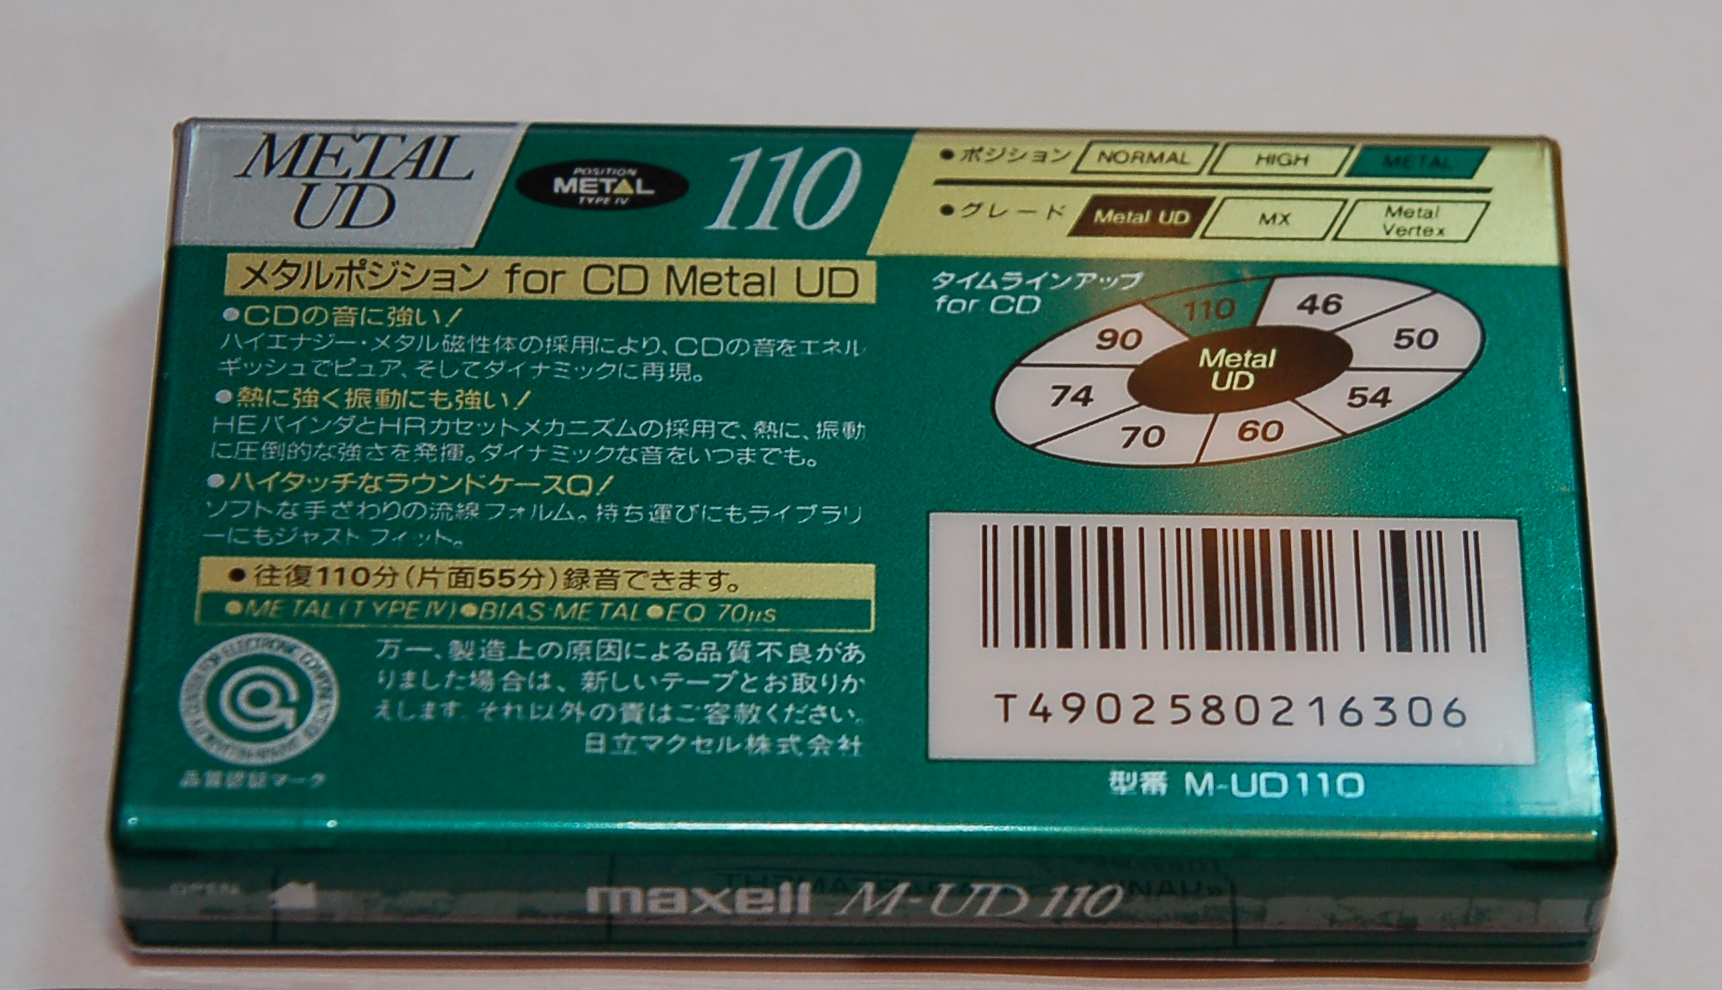 METAL
UD
POSITION
METAL
TYPE IV
110
●ポジション NORMAL HIGH METAL
●グレード Metal UD MX Metal Vertex
メタルポジション for CD Metal UD
●CDの音に強い!
ハイエナジー・メタル磁性体の採用により、CDの音をエネル
ギッシュでピュア、そしてダイナミックに再現。
●熱に強く振動にも強い!
HEバインダとHRカセットメカニズムの採用で、熱に、振動
に圧倒的な強さを発揮。ダイナミックな音をいつまでも。
●ハイタッチなラウンドケースQ!
ソフトな手ざわりの流線フォルム。持ち運びにもライブラリ
ーにもジャストフィット。
●往復110分(片面55分)録音できます。
●METAL(TYPE IV)●BIAS·METAL●EQ 70μs
万一、製造上の原因による品質不良があ
りました場合は、新しいテープとお取りか
えします。それ以外の責はご容赦ください。
日立マクセル株式会社
品質認証マーク
タイムラインアップ
for CD
110
46
50
54
60
70
74
90
Metal
UD
T4902580216306
型番 M-UD110
OPEN
maxell M-UD 110